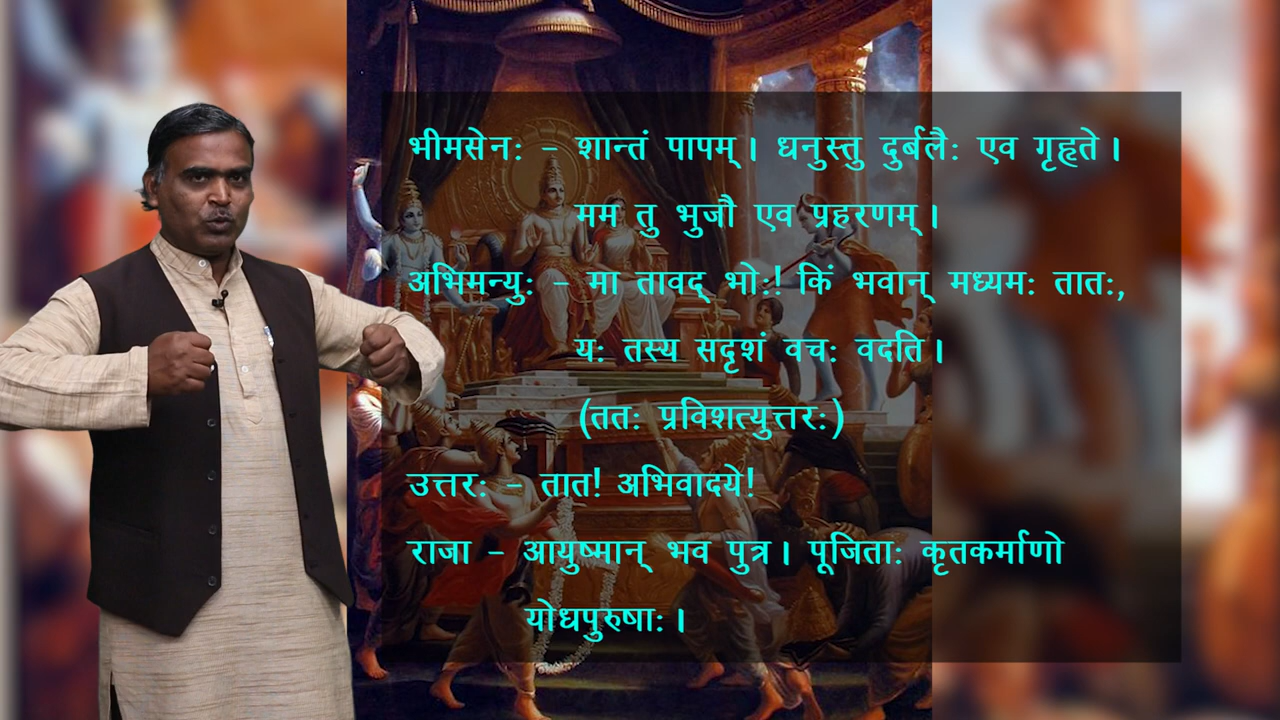 भीमसेनः – शान्तं पापम्। धनुस्तु दुर्बलैः एव गृह्यते।
मम तु भुजौ एव प्रहरणम्।
अभिमन्युः – मा तावद् भोः! किं भवान् मध्यमः तातः,
यः तस्य सदृशं वचः वदति।
(ततः प्रविशत्युत्तरः)
उत्तरः – तात! अभिवादये!
राजा – आयुष्मान् भव पुत्र। पूजिताः कृतकर्माणो
योधपुरुषाः।